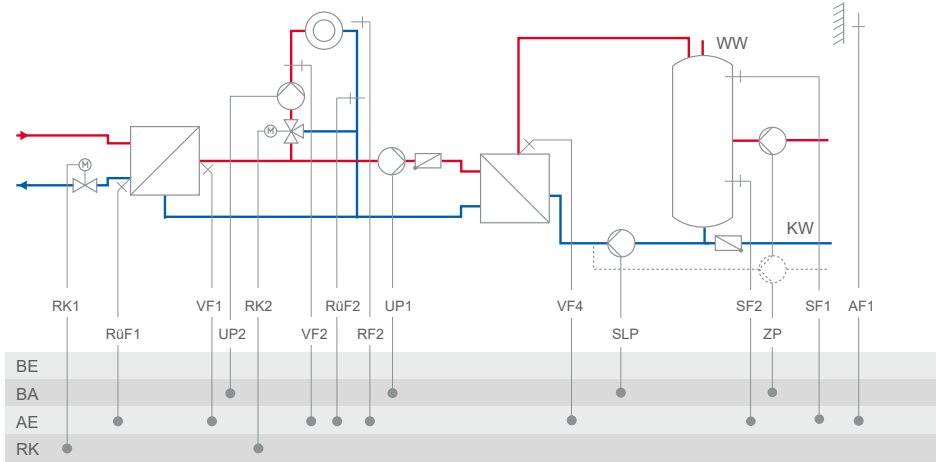 WW
M
M
KW
RK1 VF1 RK2 RüF2 UP1 VF4 SF2 SF1 AF1
RüF1 UP2 VF2 RF2 SLP ZP
BE
BA
AE
RK